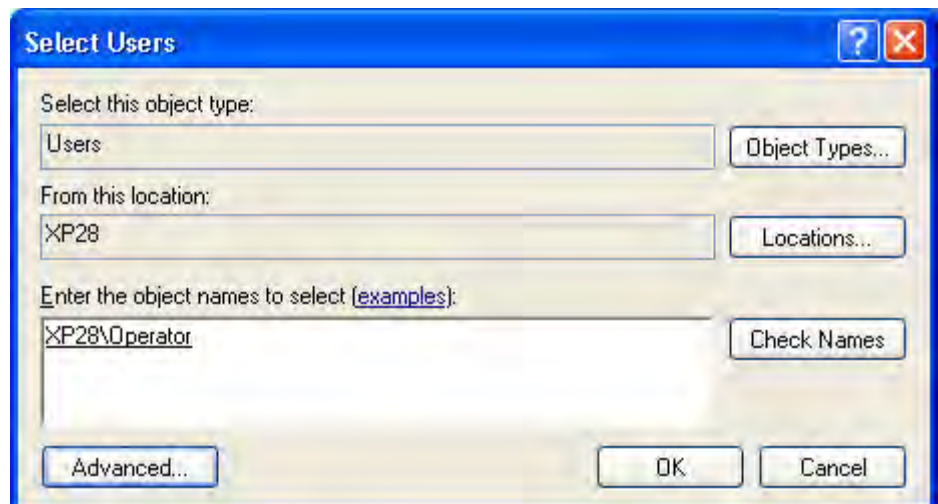 Select Users
Select this object type:
Users
Object Types...
From this location:
XP28
Locations...
Enter the object names to select (examples):
XP28\Operator
Check Names
Advanced...
OK
Cancel